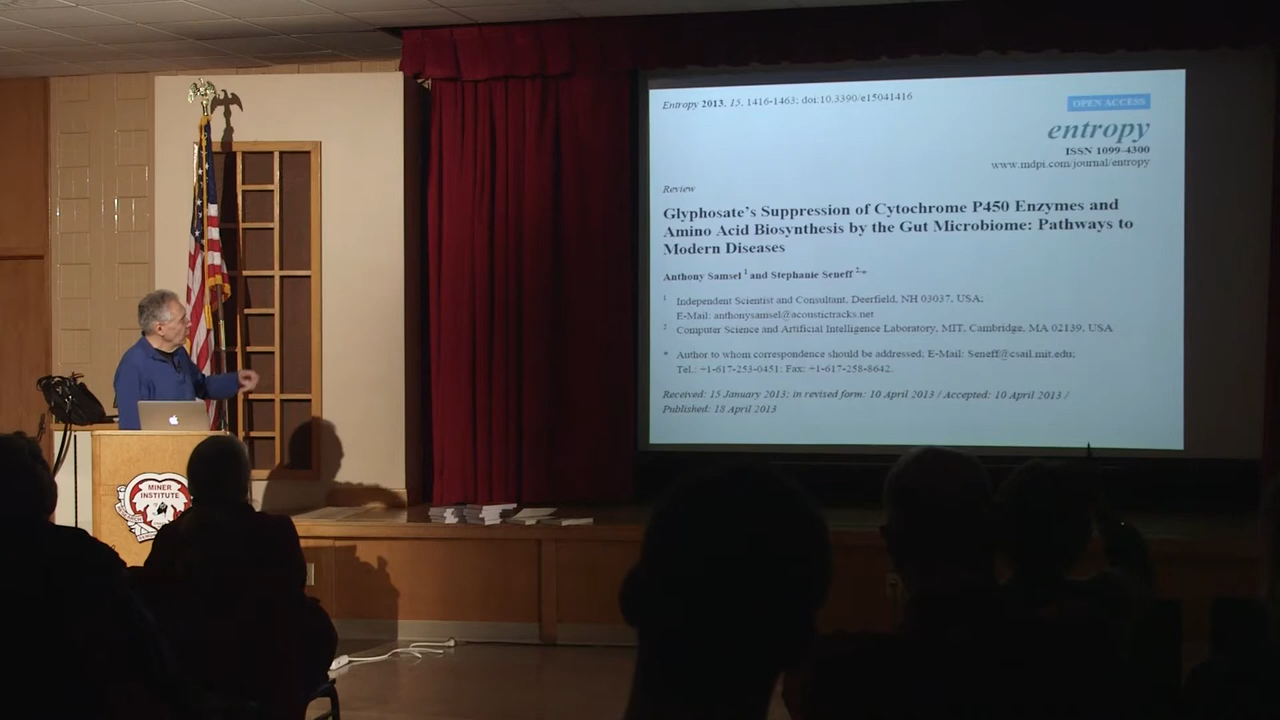 Entropy 2013, 15, 1416-1463; doi:10.3390/e15041416
OPEN ACCESS
entropy
ISSN 1099-4300
www.mdpi.com/journal/entropy
Review
Glyphosate's Suppression of Cytochrome P450 Enzymes and
Amino Acid Biosynthesis by the Gut Microbiome: Pathways to
Modern Diseases
Anthony Samsel 1 and Stephanie Seneff 2,*
1 Independent Scientist and Consultant, Deerfield, NH 03037, USA;
E-Mail: anthonysamsel@acoustictracks.net
2 Computer Science and Artificial Intelligence Laboratory, MIT, Cambridge, MA 02139, USA
* Author to whom correspondence should be addressed; E-Mail: Seneff@csail.mit.edu;
Tel.: +1-617-253-0451; Fax: +1-617-258-8642.
Received: 15 January 2013; in revised form: 10 April 2013 / Accepted: 10 April 2013 /
Published: 18 April 2013
MINER
INSTITUTE